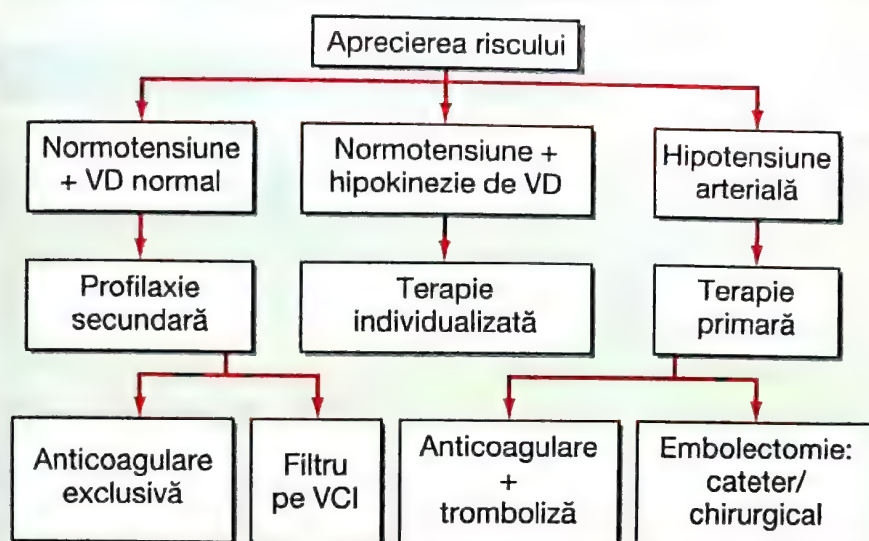 Aprecierea riscului
Normotensiune
+ VD normal
Normotensiune +
hipokinezie de VD
Hipotensiune
arterială
Profilaxie
secundară
Terapie
individualizată
Terapie
primară
Anticoagulare
exclusivă
Filtru
pe VCI
Anticoagulare
+
tromboliză
Embolectomie:
cateter/
chirurgical